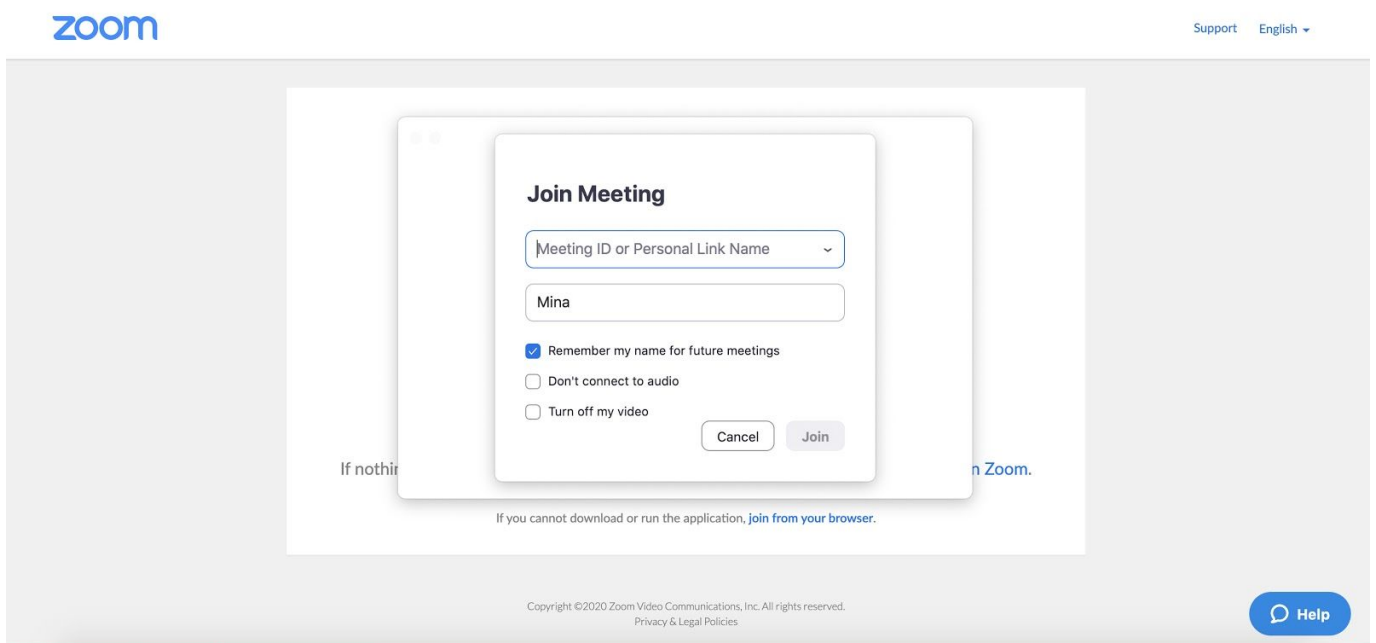 zoom
Support English
Join Meeting
Meeting ID or Personal Link Name
Mina
Remember my name for future meetings
Don't connect to audio
Turn off my video
Cancel Join
If n Zoom.
If you cannot download or run the application, join from your browser.
Copyright ©2020 Zoom Video Communications, Inc. All rights reserved.
Privacy & Legal Policies
Help